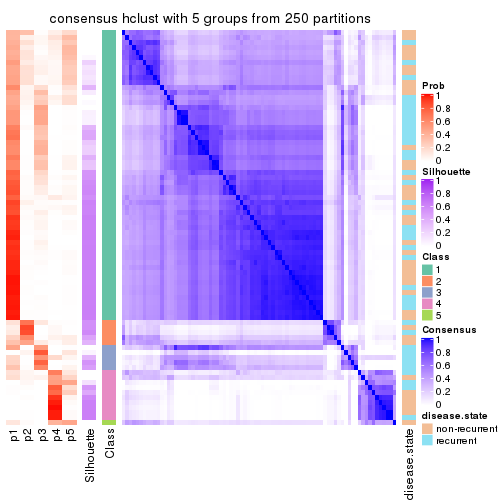 consensus hclust with 5 groups from 250 partitions
Prob
1
0.8
0.6
0.4
0.2
0
Silhouette
1
0.8
0.6
0.4
0.2
0
Class
1
2
3
4
5
Consensus
1
0.8
0.6
0.4
0.2
0
disease.state
non-recurrent
recurrent
p1
p2
p3
p4
p5
Silhouette
Class
disease.state